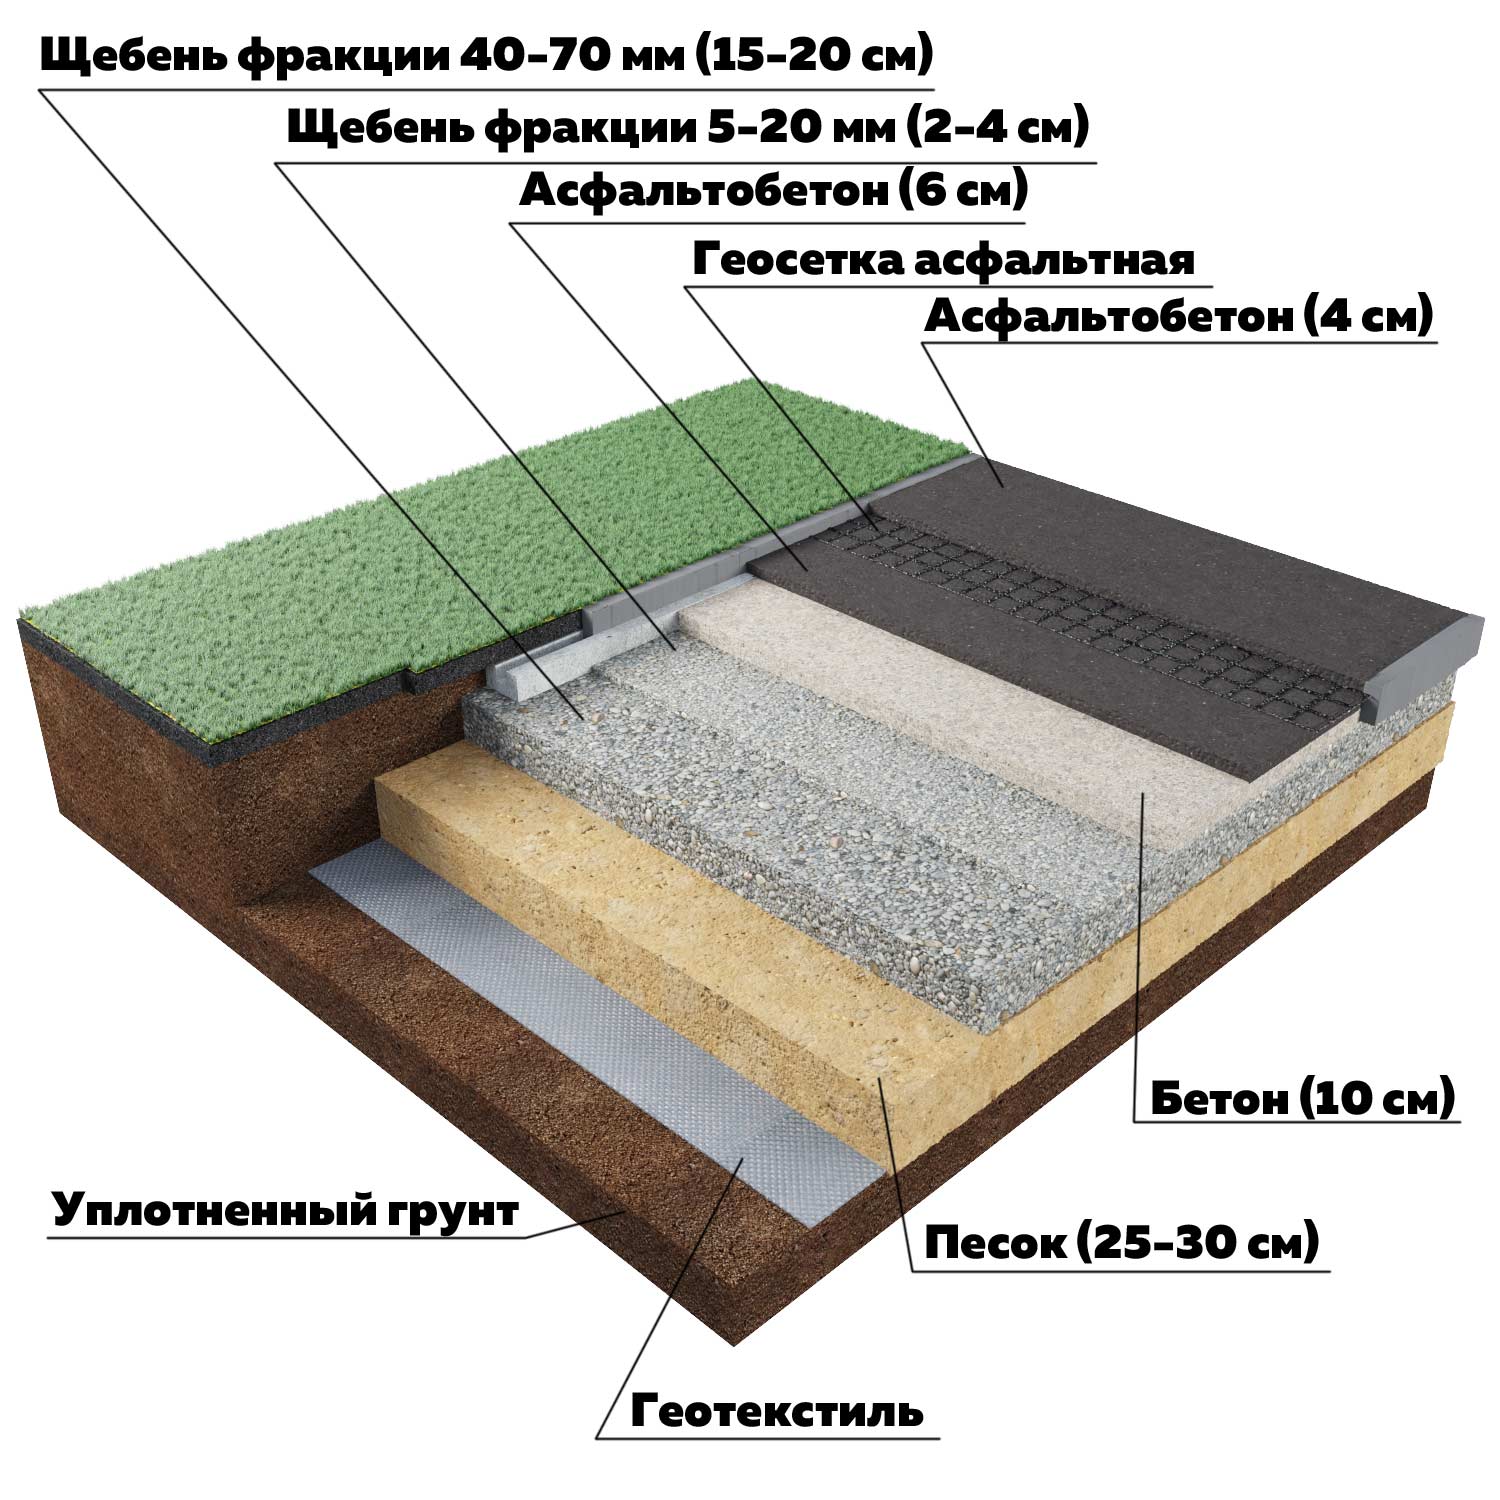 Щебень фракции 40-70 мм (15-20 см)
Щебень фракции 5-20 мм (2-4 см)
Асфальтобетон (6 см)
Геосетка асфальтная
Асфальтобетон (4 см)
Бетон (10 см)
Уплотненный грунт
Песок (25-30 см)
Геотекстиль